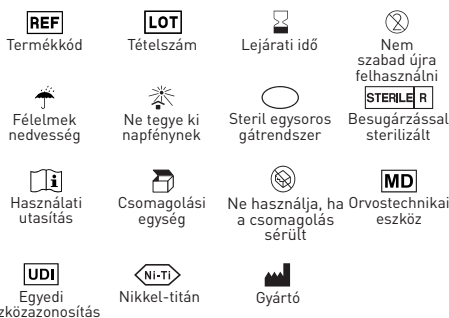 REF
LOT
Termékkód
Tételszám
Lejárati idő
Nem
szabad újra
felhasználni
STERILE R
Félelmek
nedvesség
Ne tegye ki
napfénynek
Steril egysoros
gátrendszer
Besugárzással
sterilizált
i
MD
Használati
utasítás
Csomagolási
egység
Ne használja, ha
a csomagolás
sérült
Orvostechnikai
eszköz
UDI
Ni-Ti
Egyedi
zközazonosítás
Nikkel-titán
Gyártó